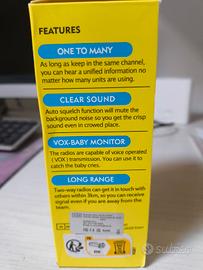 FEATURES
ONE TO MANY
As long as keep in the same channel,
you can hear a unified information no
matter how many units are using.
CLEAR SOUND
Auto squelch function will mute the
background noise so you get the crisp
sound even in crowed place.
VOX-BABY MONITOR
The radios are capable of voice operated
( VOX ) transmission. You can use it to
catch the baby cries.
LONG RANGE
Two-way radios can get it in touch with
others within 3km, so you can receive
signal even if you are away from the
team.
Subito.it